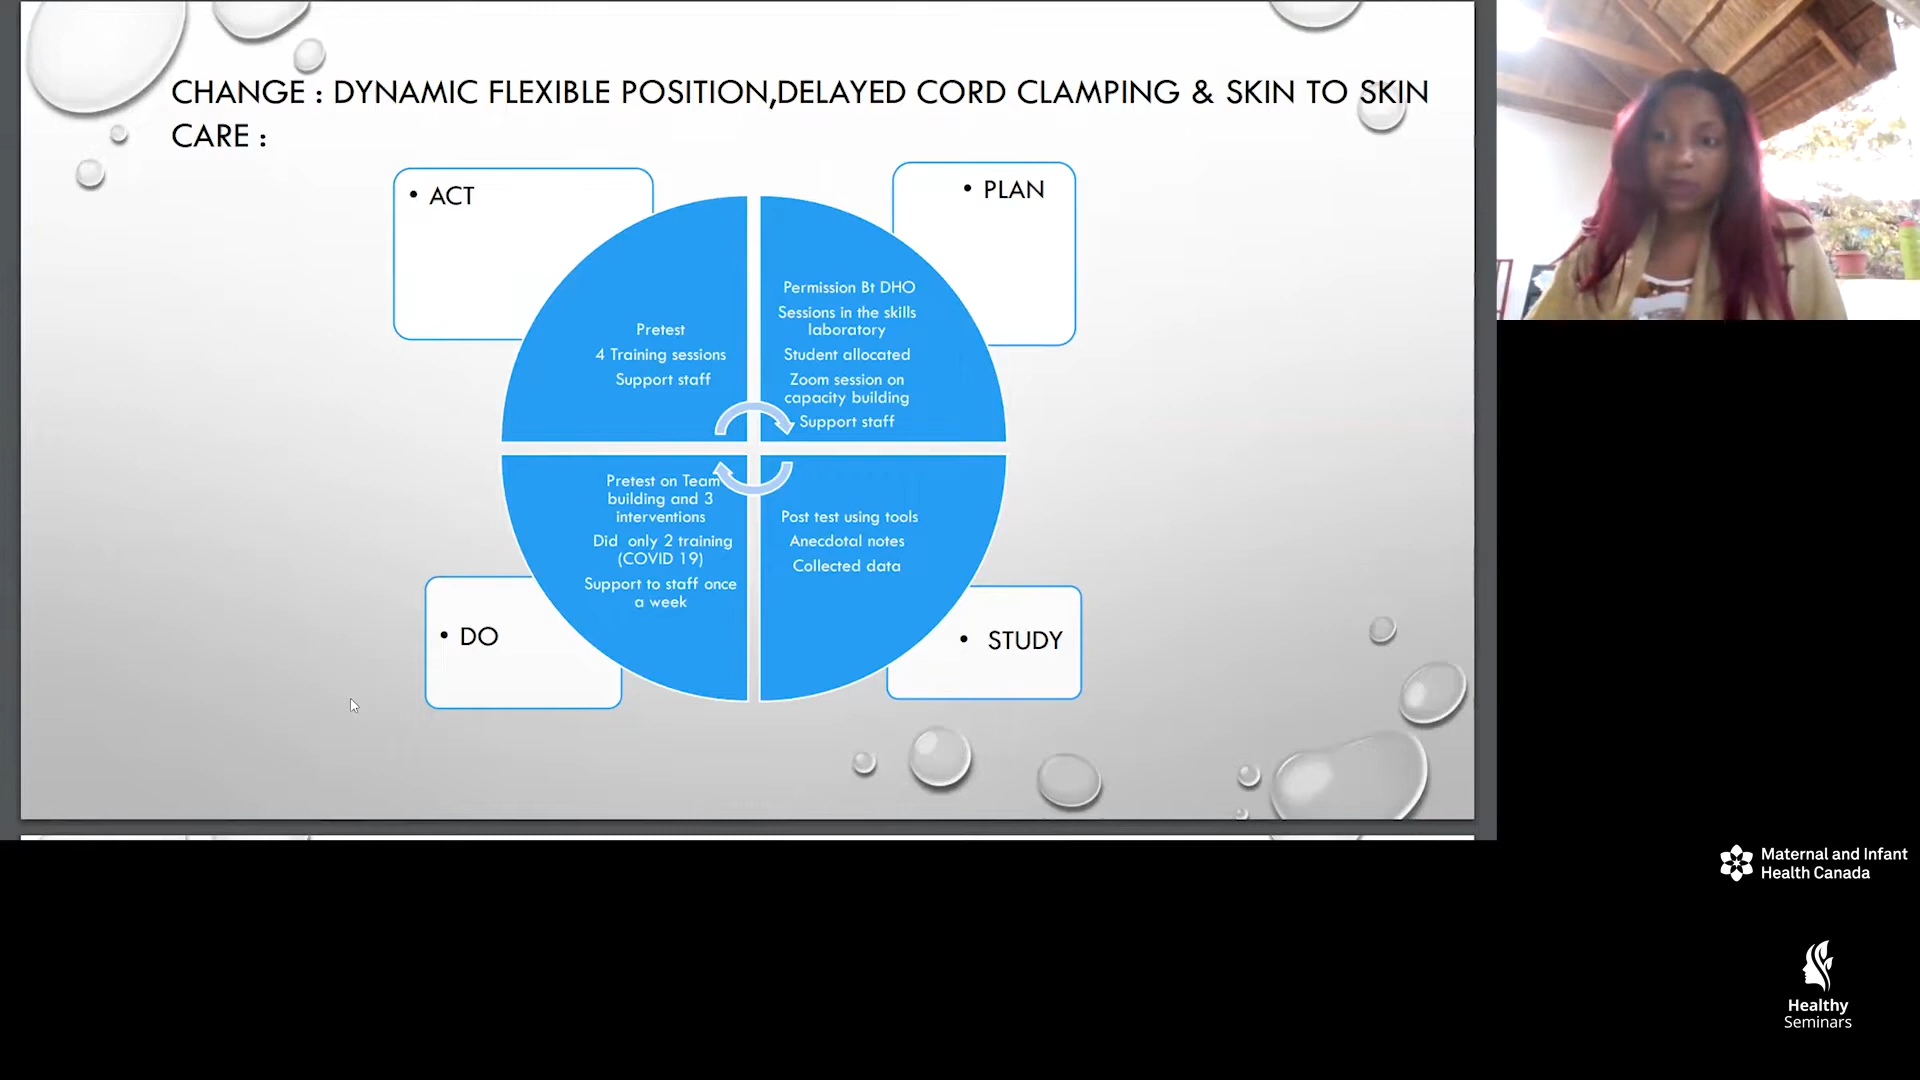 CHANGE : DYNAMIC FLEXIBLE POSITION,DELAYED CORD CLAMPING & SKIN TO SKIN
CARE :
• ACT
Pretest
4 Training sessions
Support staff
• PLAN
Permission Bt DHO
Sessions in the skills
laboratory
Student allocated
Zoom session on
capacity building
Support staff
• DO
Pretest on Team
building and 3
interventions
Did only 2 training
(COVID 19)
Support to staff once
a week
• STUDY
Post test using tools
Anecdotal notes
Collected data
Maternal and Infant
Health Canada
Healthy
Seminars